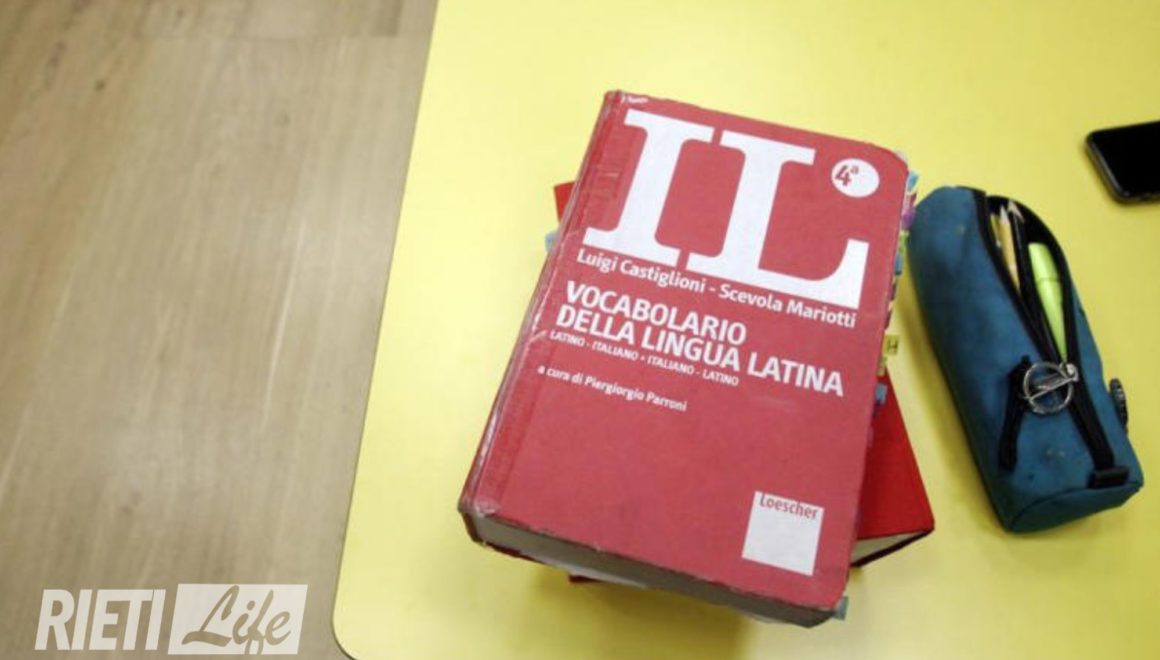 IL
4ª
Luigi Castiglioni - Scevola Mariotti
VOCABOLARIO
DELLA LINGUA LATINA
LATINO - ITALIANO • ITALIANO - LATINO
a cura di Piergiorgio Parroni
Loescher
RIETI Life